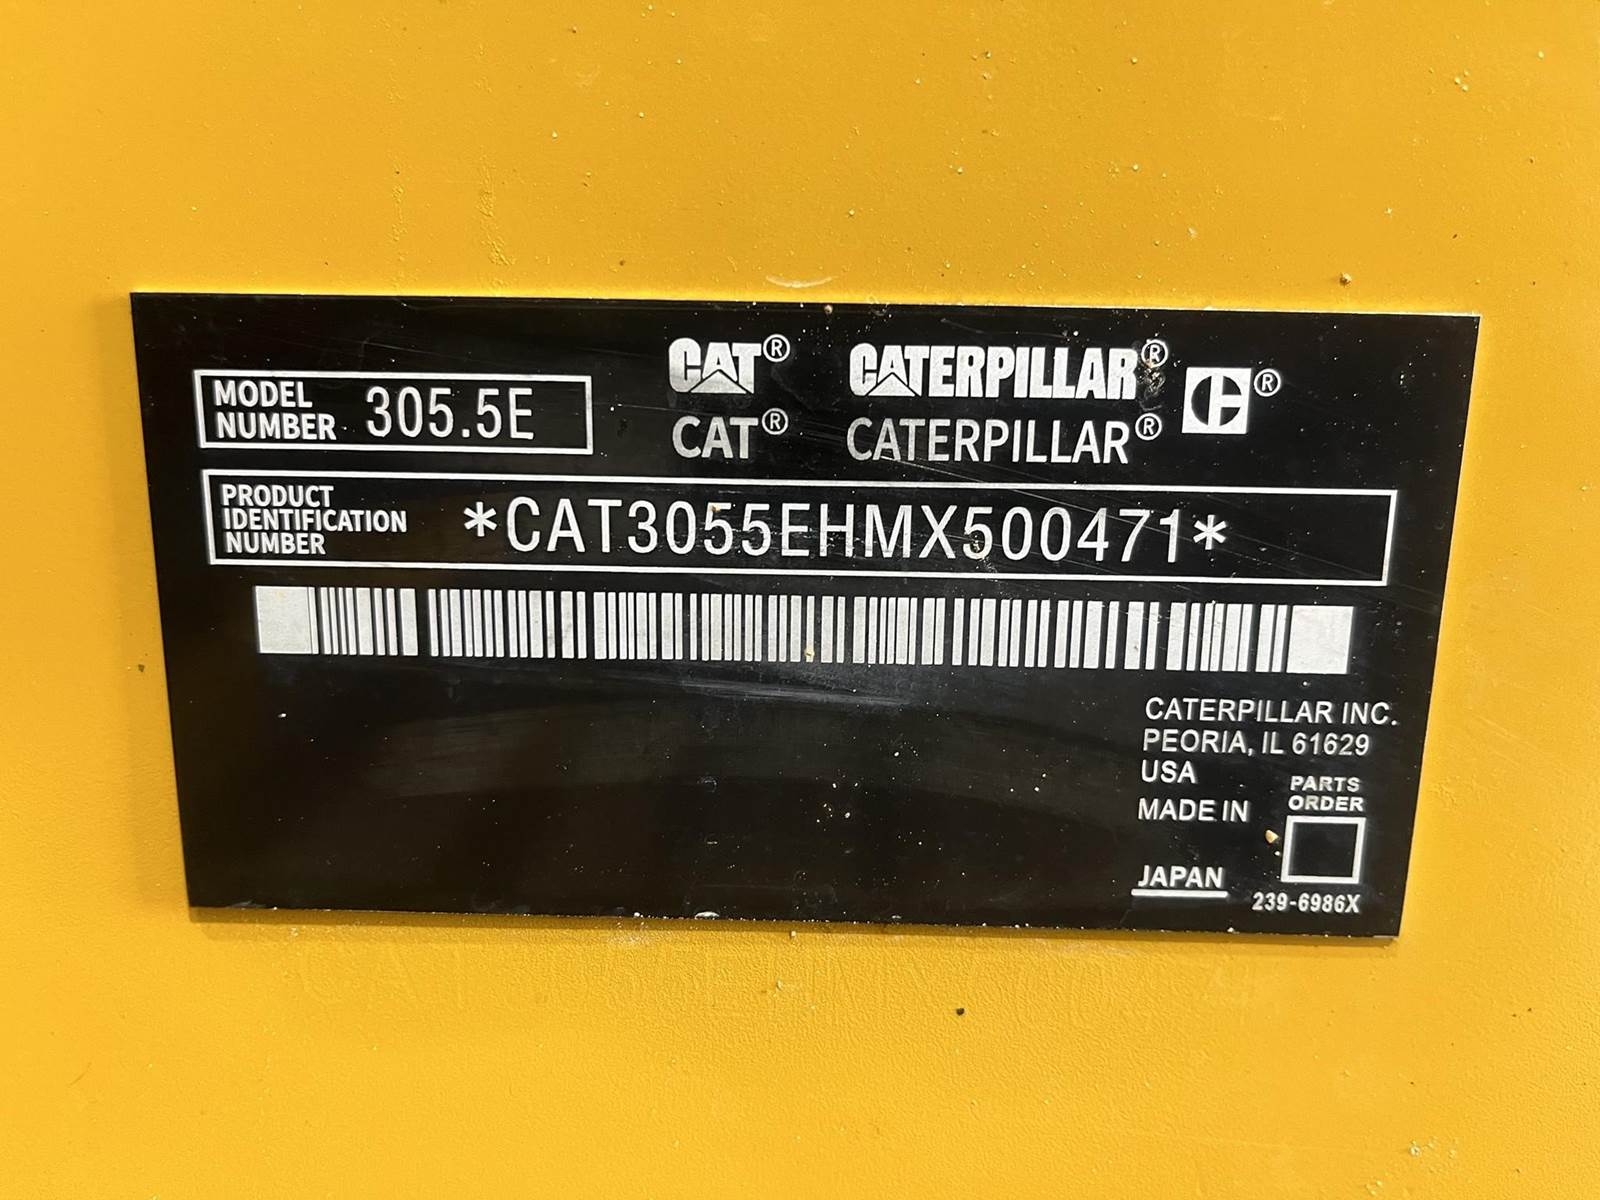 CAT® CATERPILLAR®
CAT® CATERPILLAR® C®
MODEL NUMBER 305.5E
PRODUCT IDENTIFICATION NUMBER *CAT3055EHMX500471*
CATERPILLAR INC.
PEORIA, IL 61629
USA
MADE IN
JAPAN
PARTS
ORDER
239-6986X